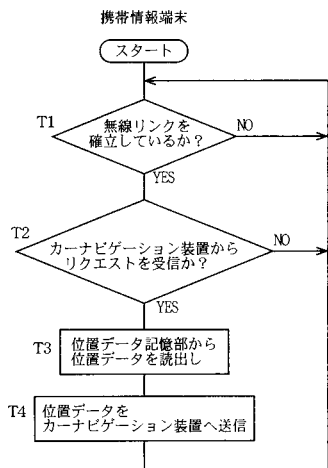 携帯情報端末
スタート
T1
無線リンクを
確立しているか？
NO
YES
T2
カーナビゲーション装置から
リクエストを受信か？
NO
YES
T3
位置データ記憶部から
位置データを読出し
T4
位置データを
カーナビゲーション装置へ送信